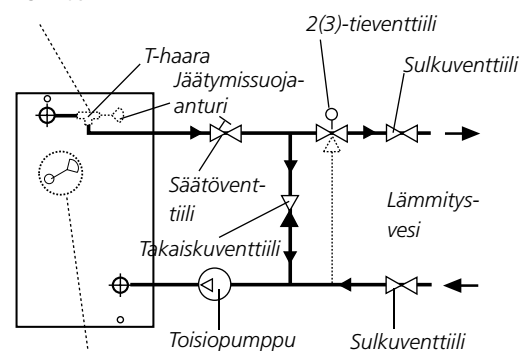 2(3)-tieventtiili
T-haara
Jäätymissuoja-
anturi
Sulkuventtiili
Säätövent-
tiili
Lämmitys-
vesi
Takaiskuventtiili
Toisiopumppu
Sulkuventtiili